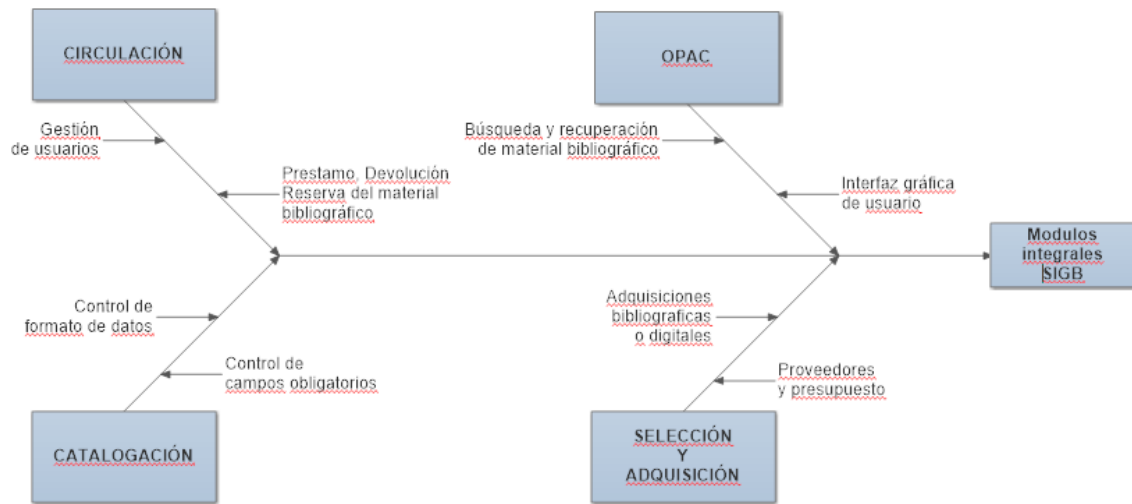 CIRCULACIÓN
OPAC
Gestión
de usuarios
Búsqueda y recuperación
de material bibliográfico
Prestamo, Devolución
Reserva del material
bibliográfico
Interfaz gráfica
de usuario
Modulos
integrales
SIGB
Control de
formato de datos
Adquisiciones
bibliograficas
o digitales
Control de
campos obligatorios
Proveedores
y presupuesto
CATALOGACIÓN
SELECCIÓN
Y
ADQUISICIÓN